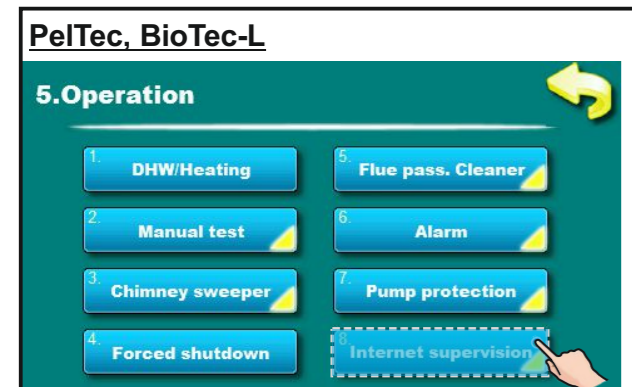 PelTec, BioTec-L
5.Operation
1. DHW/Heating
5. Flue pass. Cleaner
2. Manual test
6. Alarm
3. Chimney sweeper
7. Pump protection
4. Forced shutdown
8. Internet supervision